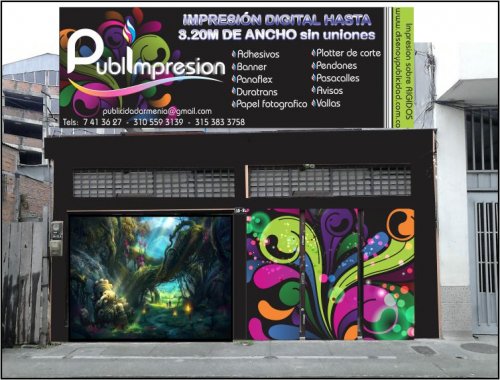 IMPRESIÓN DIGITAL HASTA
3.20M DE ANCHO sin uniones
PublImpresion
Adhesivos
Banner
Panaflex
Duratrans
Papel fotografico
Plotter de corte
Pendones
Pasacalles
Avisos
Vallas
publicidadarmenia@gmail.com
Tels: 7 41 36 27 - 310 559 3139 - 315 383 3758
Impresion sobre RIGIDOS
www.disenoypublicidad.com.co